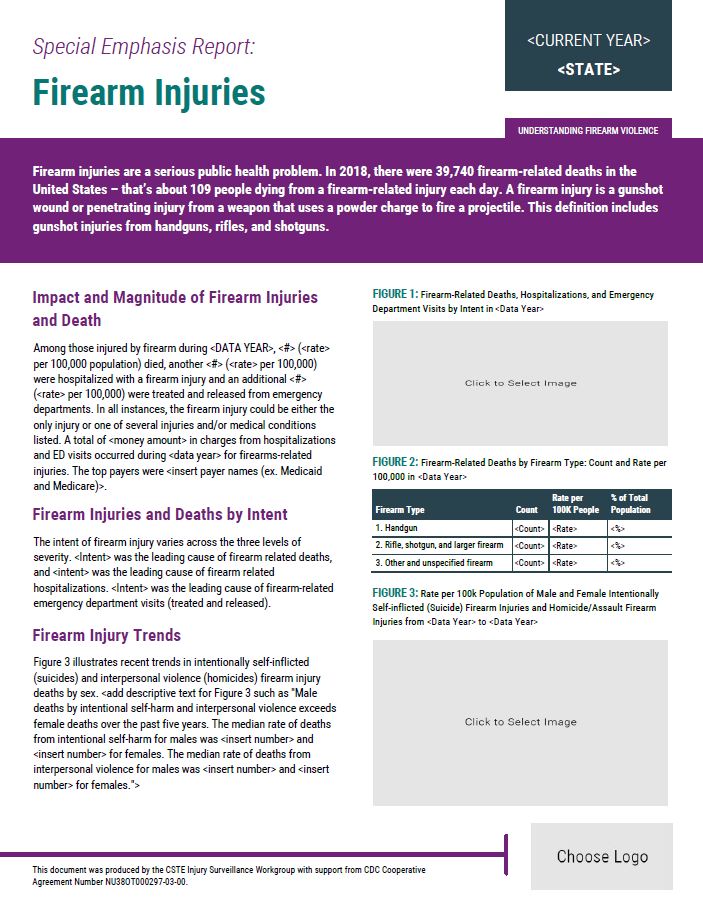 Special Emphasis Report:
Firearm Injuries
<CURRENT YEAR>
<STATE>
UNDERSTANDING FIREARM VIOLENCE
Firearm injuries are a serious public health problem. In 2018, there were 39,740 firearm-related deaths in the
United States – that's about 109 people dying from a firearm-related injury each day. A firearm injury is a gunshot
wound or penetrating injury from a weapon that uses a powder charge to fire a projectile. This definition includes
gunshot injuries from handguns, rifles, and shotguns.
Impact and Magnitude of Firearm Injuries
and Death
Among those injured by firearm during <DATA YEAR>, <#> (<rate>
per 100,000 population) died, another <#> (<rate> per 100,000)
were hospitalized with a firearm injury and an additional <#>
(<rate> per 100,000) were treated and released from emergency
departments. In all instances, the firearm injury could be either the
only injury or one of several injuries and/or medical conditions
listed. A total of <money amount> in charges from hospitalizations
and ED visits occurred during <data year> for firearms-related
injuries. The top payers were <insert payer names (ex. Medicaid
and Medicare)>.
Firearm Injuries and Deaths by Intent
The intent of firearm injury varies across the three levels of
severity. <Intent> was the leading cause of firearm related deaths,
and <intent> was the leading cause of firearm related
hospitalizations. <Intent> was the leading cause of firearm-related
emergency department visits (treated and released).
Firearm Injury Trends
Figure 3 illustrates recent trends in intentionally self-inflicted
(suicides) and interpersonal violence (homicides) firearm injury
deaths by sex. <add descriptive text for Figure 3 such as "Male
deaths by intentional self-harm and interpersonal violence exceeds
female deaths over the past five years. The median rate of deaths
from intentional self-harm for males was <insert number> and
<insert number> for females. The median rate of deaths from
interpersonal violence for males was <insert number> and <insert
number> for females.">
FIGURE 1: Firearm-Related Deaths, Hospitalizations, and Emergency
Department Visits by Intent in <Data Year>
Click to Select Image
FIGURE 2: Firearm-Related Deaths by Firearm Type: Count and Rate per
100,000 in <Data Year>
Firearm Type Count Rate per 100K People % of Total Population
1. Handgun <Count> <Rate> <%>
2. Rifle, shotgun, and larger firearm <Count> <Rate> <%>
3. Other and unspecified firearm <Count> <Rate> <%>
FIGURE 3: Rate per 100k Population of Male and Female Intentionally
Self-inflicted (Suicide) Firearm Injuries and Homicide/Assault Firearm
Injuries from <Data Year> to <Data Year>
Click to Select Image
This document was produced by the CSTE Injury Surveillance Workgroup with support from CDC Cooperative
Agreement Number NU38OT000297-03-00.
Choose Logo